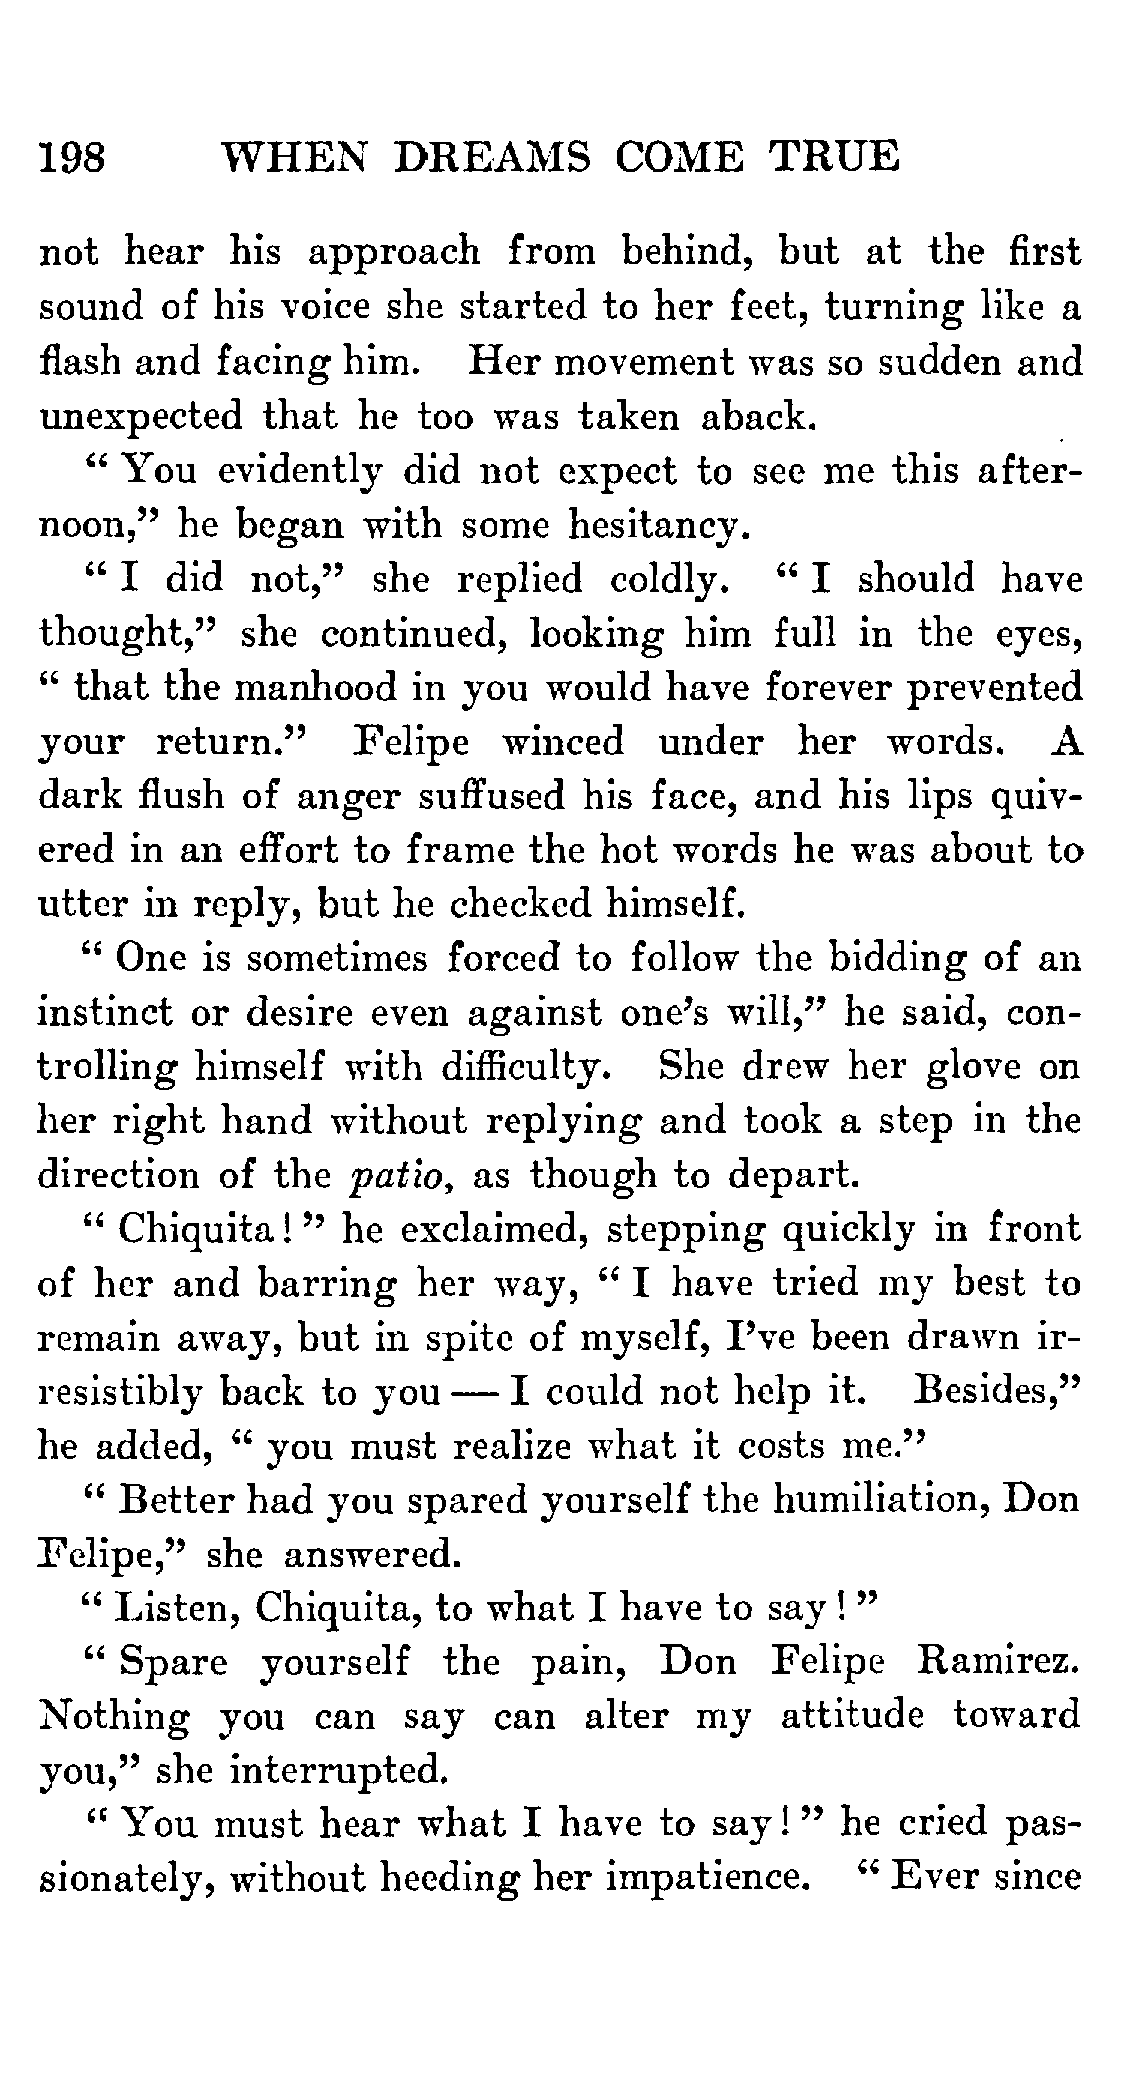 198 WHEN DREAMS COME TRUE
not hear his approach from behind, but at the first
sound of his voice she started to her feet, turning like a
flash and facing him. Her movement was so sudden and
unexpected that he too was taken aback.
" You evidently did not expect to see me this after-
noon," he began with some hesitancy.
" I did not," she replied coldly. " I should have
thought," she continued, looking him full in the eyes,
" that the manhood in you would have forever prevented
your return." Felipe winced under her words. A
dark flush of anger suffused his face, and his lips quiv-
ered in an effort to frame the hot words he was about to
utter in reply, but he checked himself.
" One is sometimes forced to follow the bidding of an
instinct or desire even against one's will," he said, con-
trolling himself with difficulty. She drew her glove on
her right hand without replying and took a step in the
direction of the patio, as though to depart.
" Chiquita! " he exclaimed, stepping quickly in front
of her and barring her way, " I have tried my best to
remain away, but in spite of myself, I've been drawn ir-
resistibly back to you — I could not help it. Besides,"
he added, " you must realize what it costs me."
" Better had you spared yourself the humiliation, Don
Felipe," she answered.
" Listen, Chiquita, to what I have to say! "
" Spare yourself the pain, Don Felipe Ramirez.
Nothing you can say can alter my attitude toward
you," she interrupted.
" You must hear what I have to say! " he cried pas-
sionately, without heeding her impatience. " Ever since